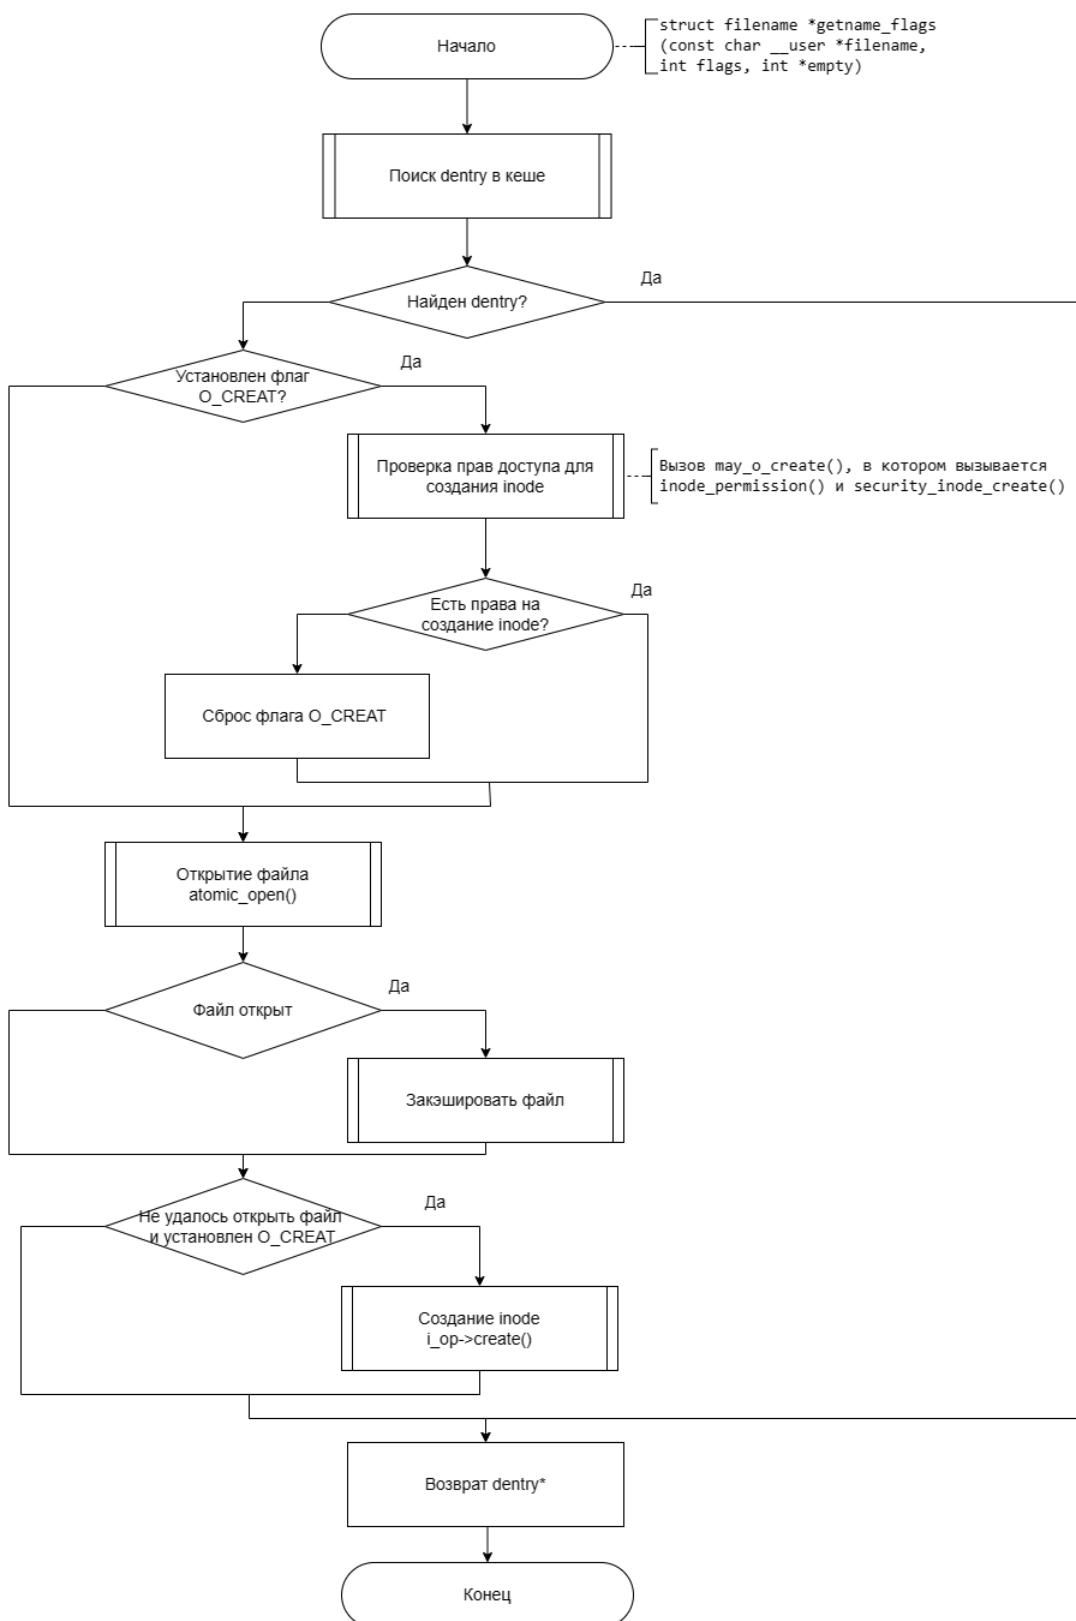 Начало
struct filename *getname_flags
(const char __user *filename,
int flags, int *empty)
Поиск dentry в кеше
Найден dentry?
Да
Установлен флаг
O_CREAT?
Да
Проверка прав доступа для
создания inode
Вызов may_o_create(), в котором вызывается
inode_permission() и security_inode_create()
Есть права на
создание inode?
Да
Сброс флага O_CREAT
Открытие файла
atomic_open()
Файл открыт
Да
Закэшировать файл
Не удалось открыть файл
и установлен O_CREAT
Да
Создание inode
i_op->create()
Возврат dentry*
Конец